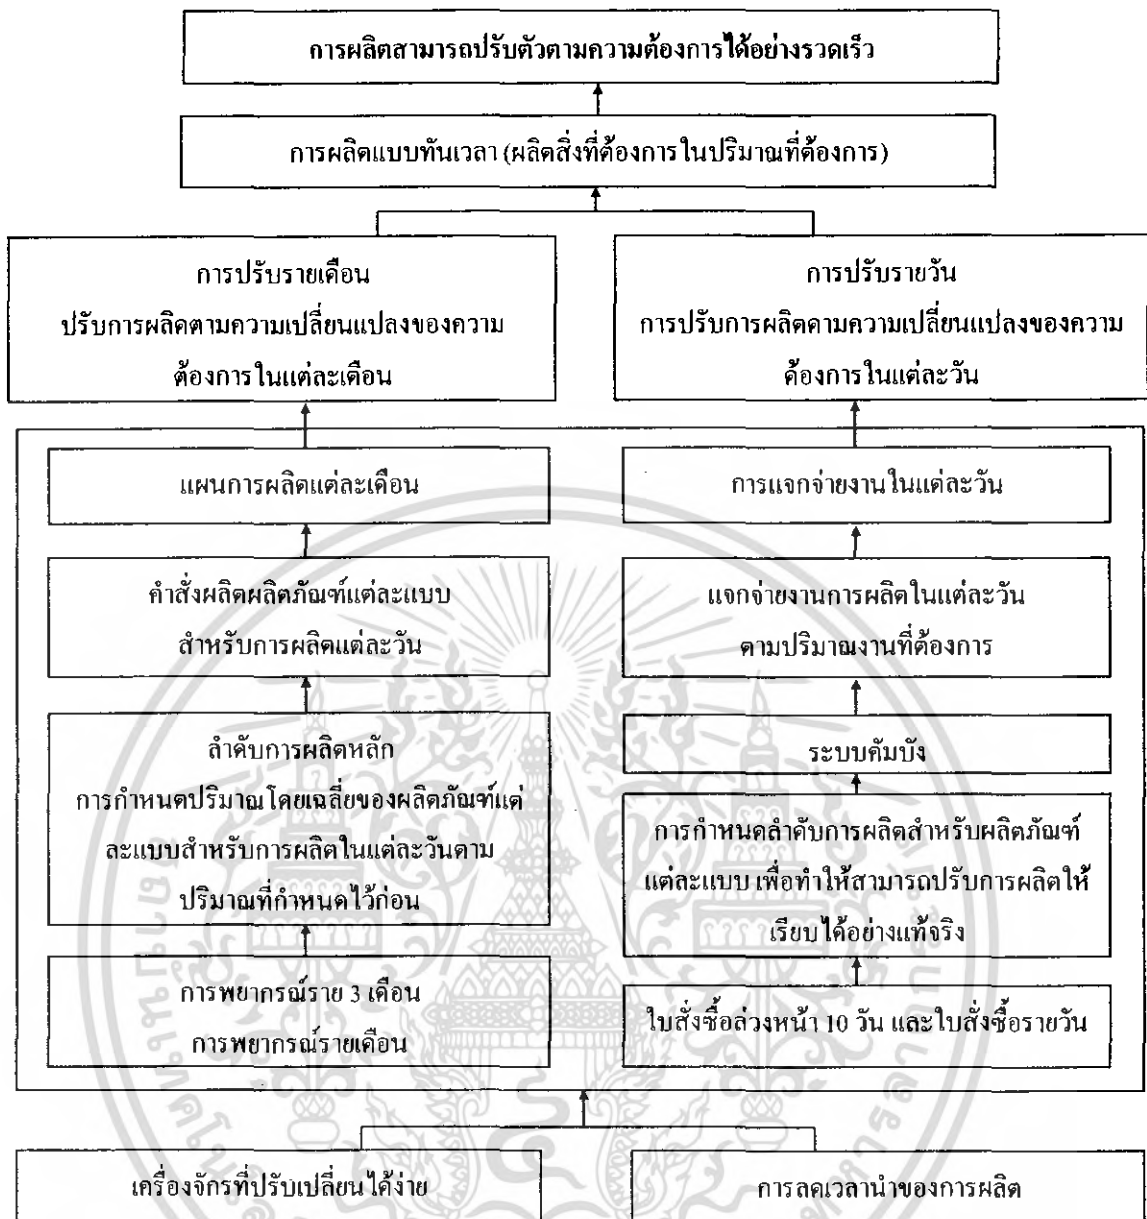 การผลิตสามารถปรับตัวตามความต้องการได้อย่างรวดเร็ว
การผลิตแบบทันเวลา (ผลิตสิ่งที่ต้องการในปริมาณที่ต้องการ)
การปรับรายเดือน
ปรับการผลิตตามความเปลี่ยนแปลงของความ
ต้องการในแต่ละเดือน
การปรับรายวัน
การปรับการผลิตตามความเปลี่ยนแปลงของความ
ต้องการในแต่ละวัน
แผนการผลิตแต่ละเดือน
คำสั่งผลิตผลิตภัณฑ์แต่ละแบบ
สำหรับการผลิตแต่ละวัน
ลำดับการผลิตหลัก
การกำหนดปริมาณโดยเฉลี่ยของผลิตภัณฑ์แต่
ละแบบสำหรับการผลิตในแต่ละวันตาม
ปริมาณที่กำหนดไว้ก่อน
การพยากรณ์ราย 3 เดือน
การพยากรณ์รายเดือน
การแจกจ่ายงานในแต่ละวัน
แจกจ่ายงานการผลิตในแต่ละวัน
ตามปริมาณงานที่ต้องการ
ระบบคัมบัง
การกำหนดลำดับการผลิตสำหรับผลิตภัณฑ์
แต่ละแบบ เพื่อทำให้สามารถปรับการผลิตให้
เรียบได้อย่างแท้จริง
ใบสั่งซื้อล่วงหน้า 10 วัน และใบสั่งซื้อรายวัน
เครื่องจักรที่ปรับเปลี่ยนได้ง่าย
การลดเวลานำของการผลิต